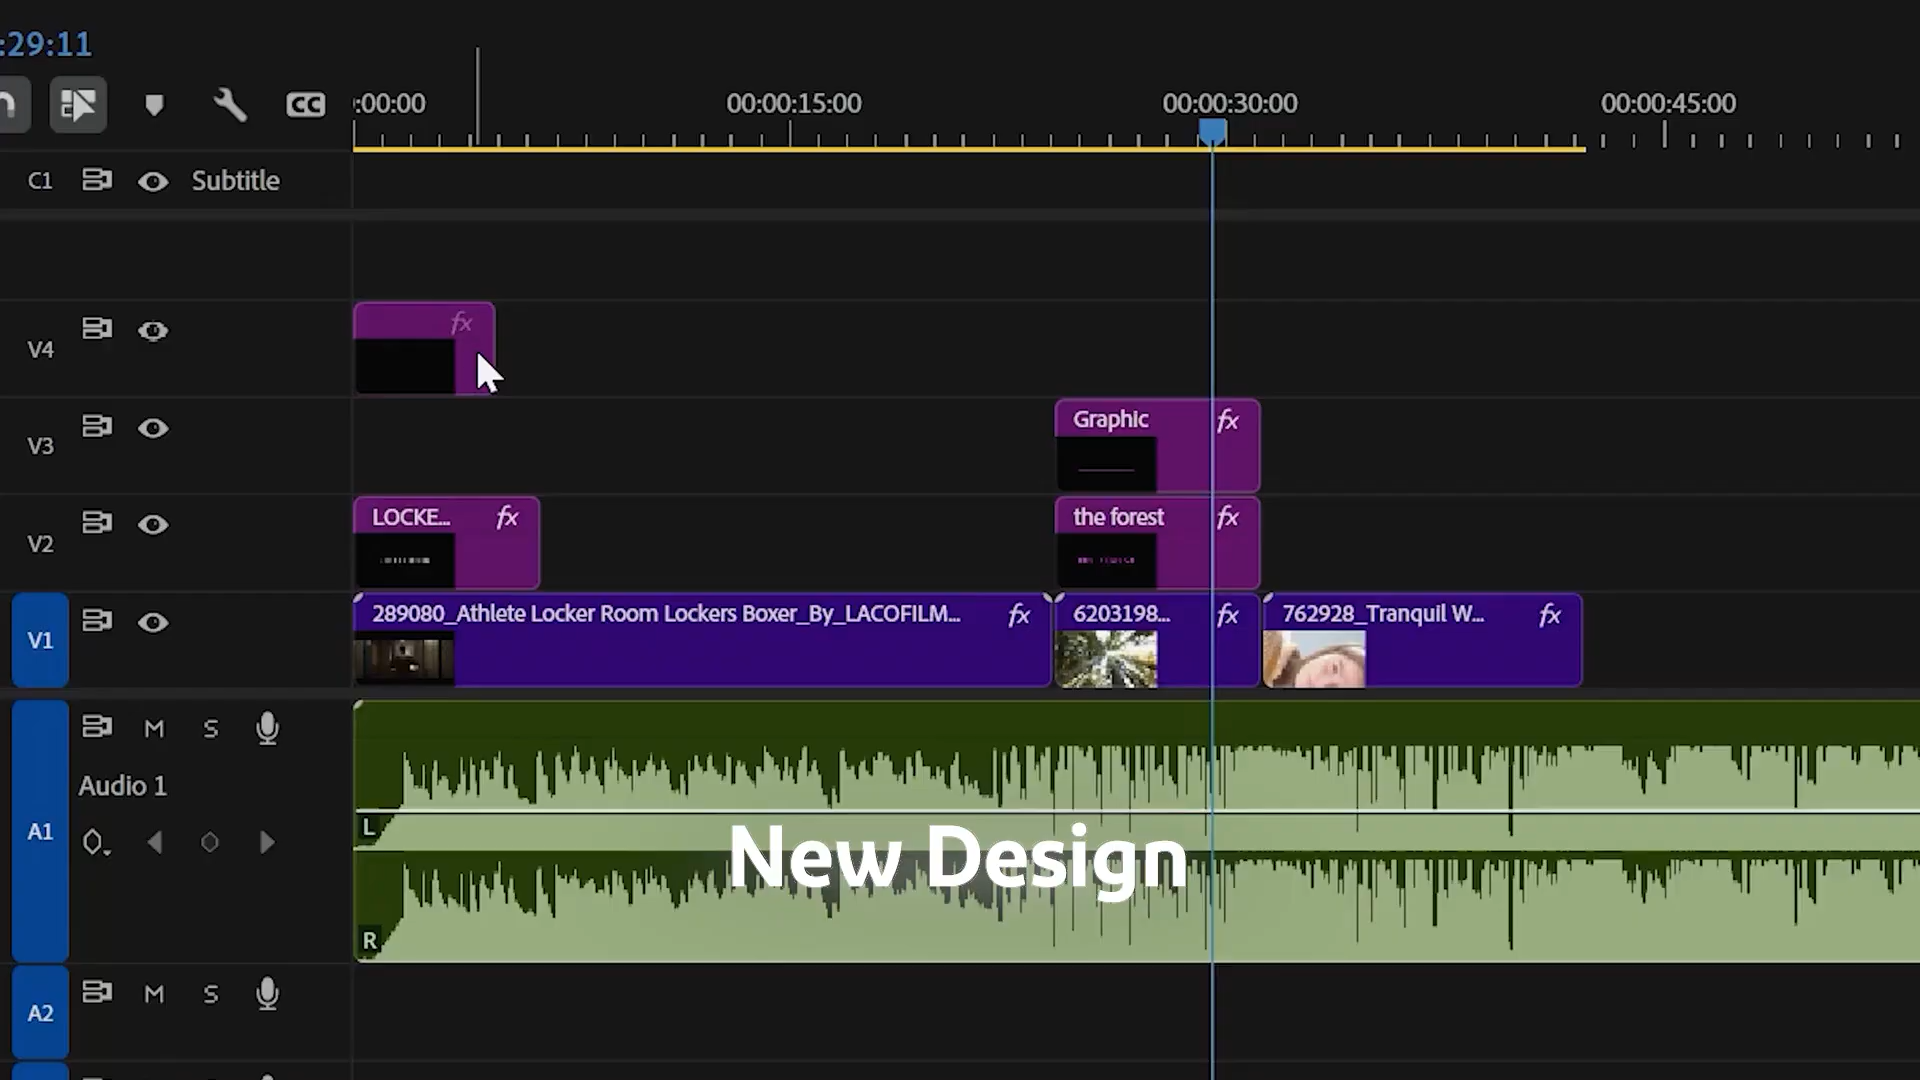 :29:11
CC
:00:00
00:00:15:00
00:00:30:00
00:00:45:00
C1
Subtitle
V4
fx
V3
Graphic
fx
V2
LOCKE...
fx
the forest
fx
V1
289080_Athlete Locker Room Lockers Boxer_By_LACOFILM...
fx
6203198...
fx
762928_Tranquil W...
fx
M
S
Audio 1
A1
L
New Design
R
A2
M
S